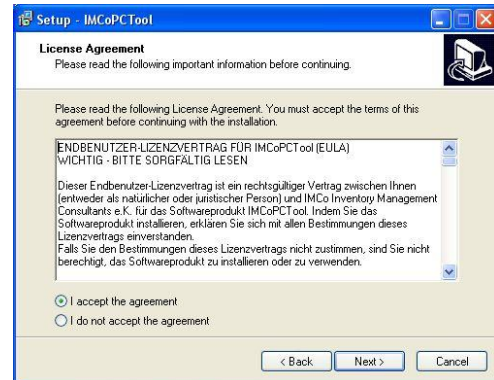 Setup - IMCoPCTool
License Agreement
Please read the following important information before continuing.
Please read the following License Agreement. You must accept the terms of this
agreement before continuing with the installation.
ENDBENUTZER-LIZENZVERTRAG FÜR IMCoPCTool (EULA)
WICHTIG - BITTE SORGFÄLTIG LESEN
Dieser Endbenutzer-Lizenzvertrag ist ein rechtsgültiger Vertrag zwischen Ihnen
(entweder als natürlicher oder juristischer Person) und IMCo Inventory Management
Consultants e.K. für das Softwareprodukt IMCoPCTool. Indem Sie das
Softwareprodukt installieren, erklären Sie sich mit allen Bestimmungen dieses
Lizenzvertrags einverstanden.
Falls Sie den Bestimmungen dieses Lizenzvertrags nicht zustimmen, sind Sie nicht
berechtigt, das Softwareprodukt zu installieren oder zu verwenden.
I accept the agreement
I do not accept the agreement
< Back
Next >
Cancel